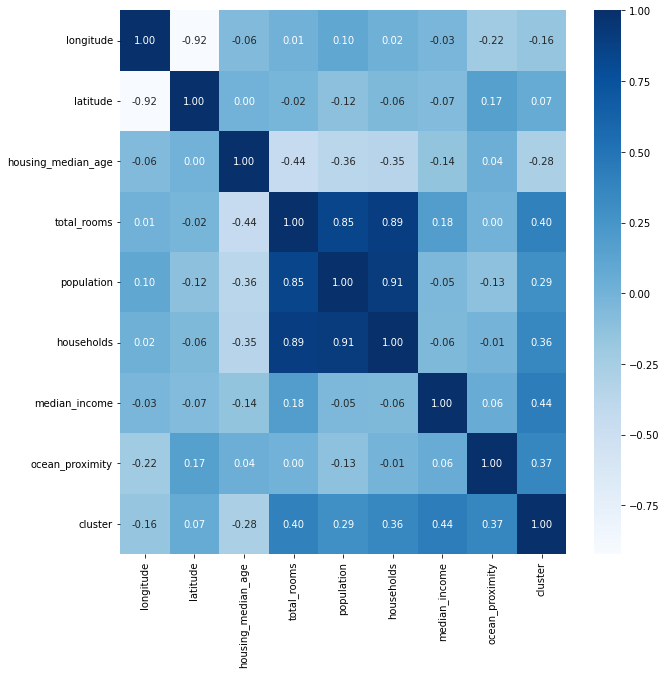 longitude 1.00 -0.92 -0.06 0.01 0.10 0.02 -0.03 -0.22 -0.16
latitude -0.92 1.00 0.00 -0.02 -0.12 -0.06 -0.07 0.17 0.07
housing_median_age -0.06 0.00 1.00 -0.44 -0.36 -0.35 -0.14 0.04 -0.28
total_rooms 0.01 -0.02 -0.44 1.00 0.85 0.89 0.18 0.00 0.40
population 0.10 -0.12 -0.36 0.85 1.00 0.91 -0.05 -0.13 0.29
households 0.02 -0.06 -0.35 0.89 0.91 1.00 -0.06 -0.01 0.36
median_income -0.03 -0.07 -0.14 0.18 -0.05 -0.06 1.00 0.06 0.44
ocean_proximity -0.22 0.17 0.04 0.00 -0.13 -0.01 0.06 1.00 0.37
cluster -0.16 0.07 -0.28 0.40 0.29 0.36 0.44 0.37 1.00
longitude
latitude
housing_median_age
total_rooms
population
households
median_income
ocean_proximity
cluster
1.00
0.75
0.50
0.25
0.00
−0.25
−0.50
−0.75